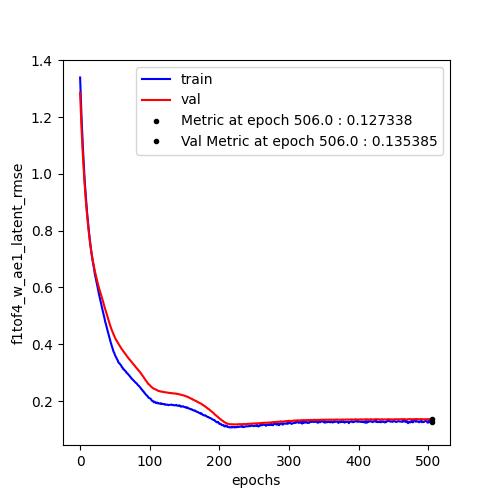 1.4
1.2
1.0
0.8
0.6
0.4
0.2
f1tof4_w_ae1_latent_rmse
train
val
Metric at epoch 506.0 : 0.127338
Val Metric at epoch 506.0 : 0.135385
0 100 200 300 400 500
epochs